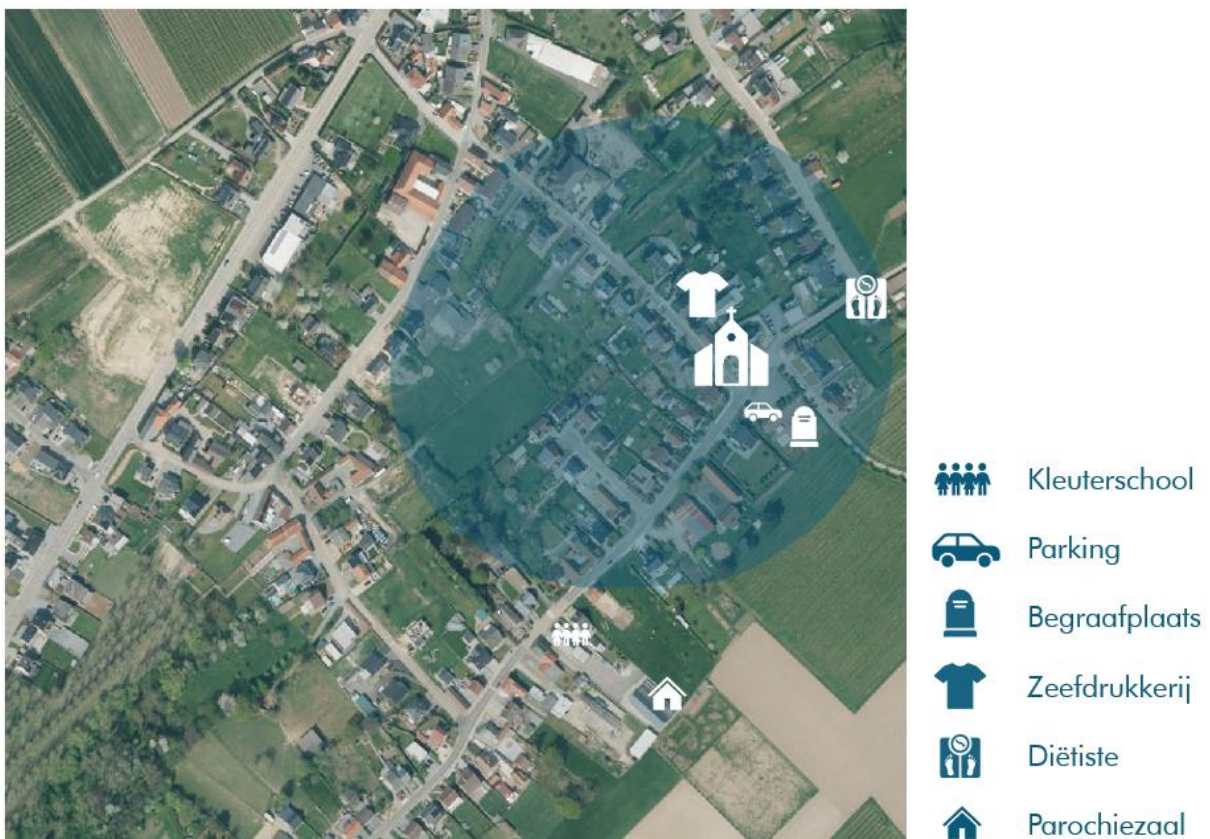 Kleuterschool
Parking
Begraafplaats
Zeefdrukkerij
Diëtiste
Parochiezaal